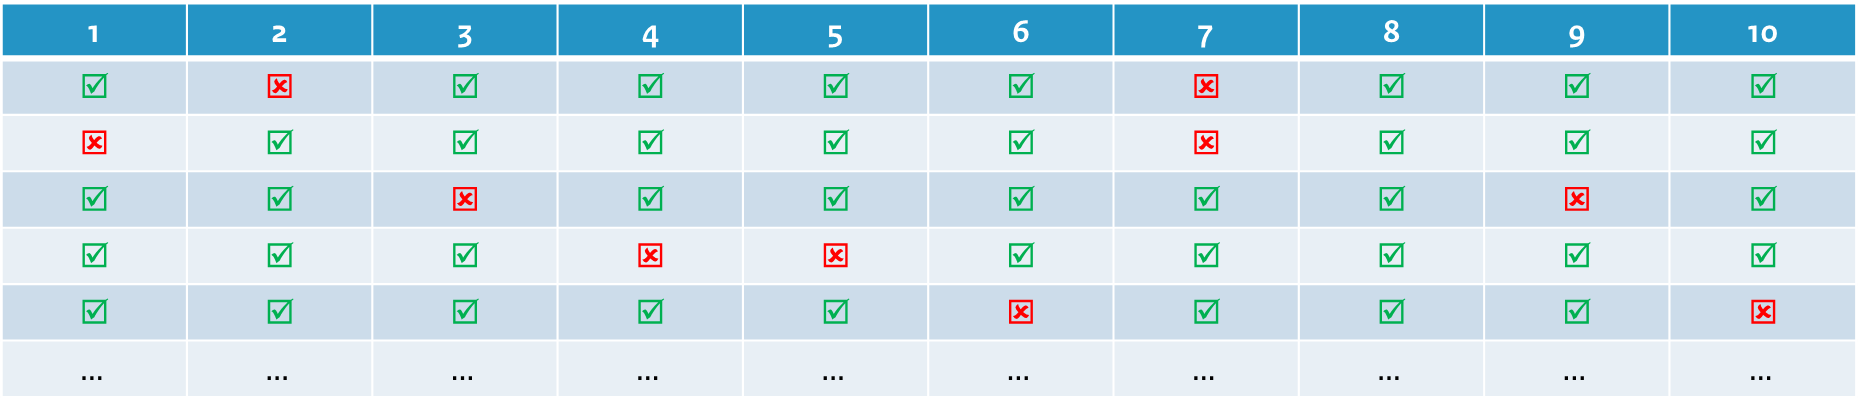 1 2 3 4 5 6 7 8 9 10
☑ ☒ ☑ ☑ ☑ ☑ ☒ ☑ ☑ ☑
☒ ☑ ☑ ☑ ☑ ☑ ☒ ☑ ☑ ☑
☑ ☑ ☒ ☑ ☑ ☑ ☑ ☑ ☒ ☑
☑ ☑ ☑ ☒ ☒ ☑ ☑ ☑ ☑ ☑
☑ ☑ ☑ ☑ ☑ ☒ ☑ ☑ ☑ ☒
... ... ... ... ... ... ... ... ... ...